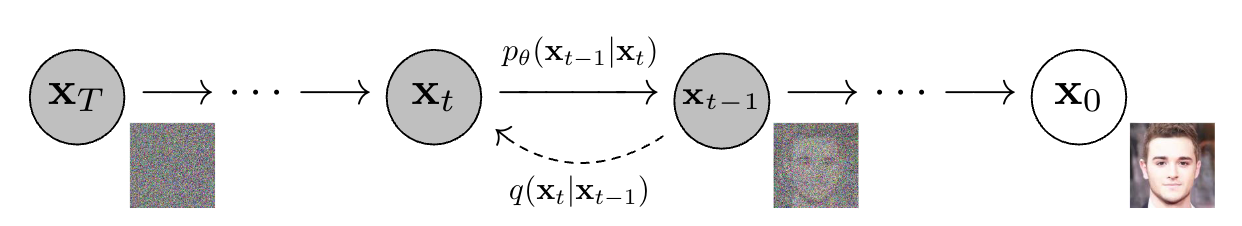 p_θ(x_{t−1}|x_t)
x_T ⟶ ··· ⟶ x_t ⟶ x_{t−1} ⟶ ··· ⟶ x_0
q(x_t|x_{t−1})